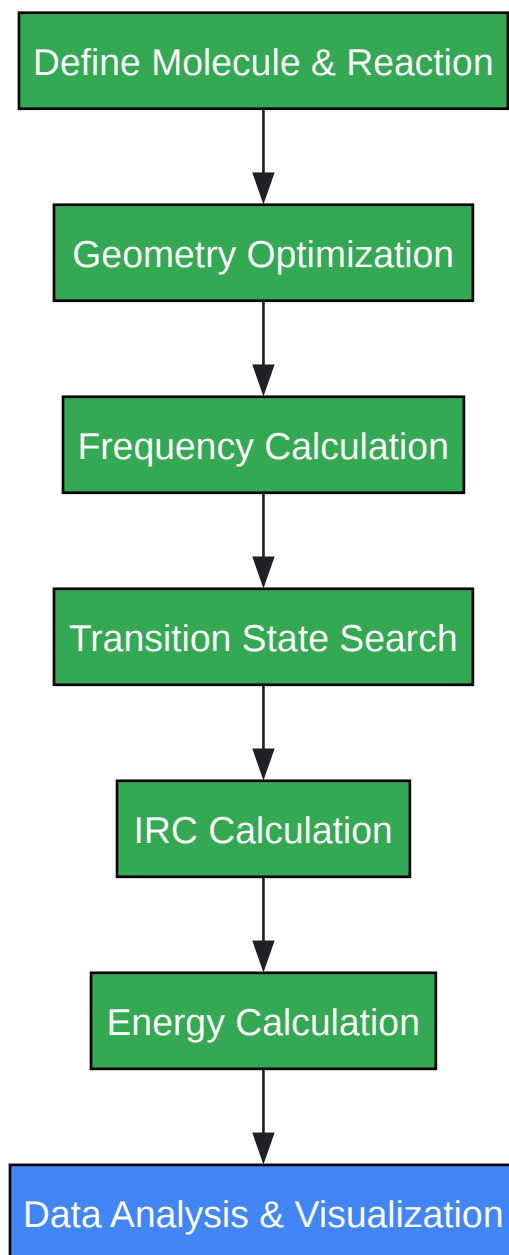 Define Molecule & Reaction
Geometry Optimization
Frequency Calculation
Transition State Search
IRC Calculation
Energy Calculation
Data Analysis & Visualization